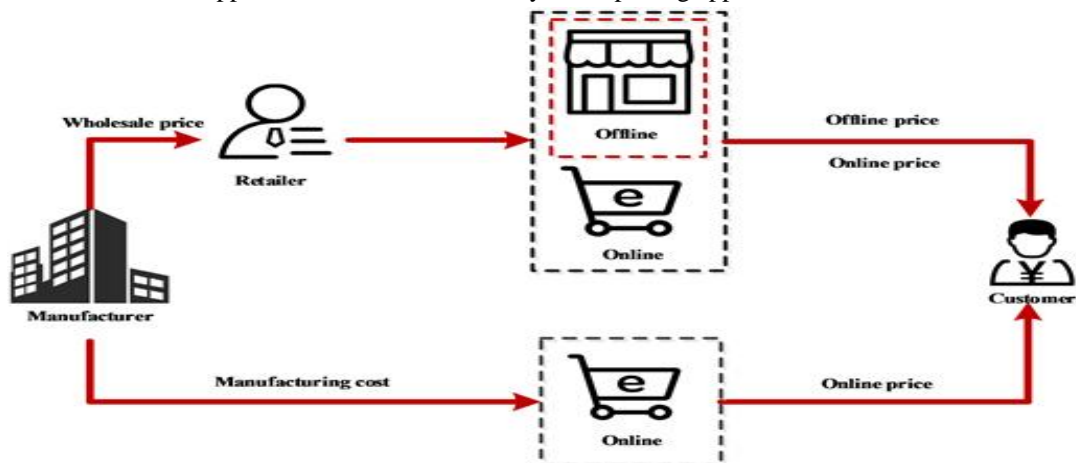 Offline
Wholesale price
Offline price
Retailer
Online price
Online
Manufacturer
Customer
Manufacturing cost
Online price
Online